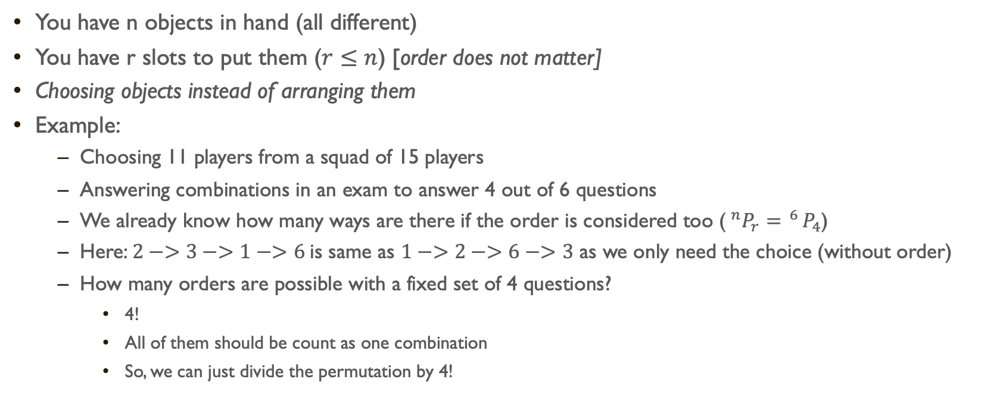 • You have n objects in hand (all different)
• You have r slots to put them (r ≤ n) [order does not matter]
• Choosing objects instead of arranging them
• Example:
– Choosing 11 players from a squad of 15 players
– Answering combinations in an exam to answer 4 out of 6 questions
– We already know how many ways are there if the order is considered too ( ⁿPᵣ = ⁶P₄)
– Here: 2 −> 3 −> 1 −> 6 is same as 1 −> 2 −> 6 −> 3 as we only need the choice (without order)
– How many orders are possible with a fixed set of 4 questions?
• 4!
• All of them should be count as one combination
• So, we can just divide the permutation by 4!